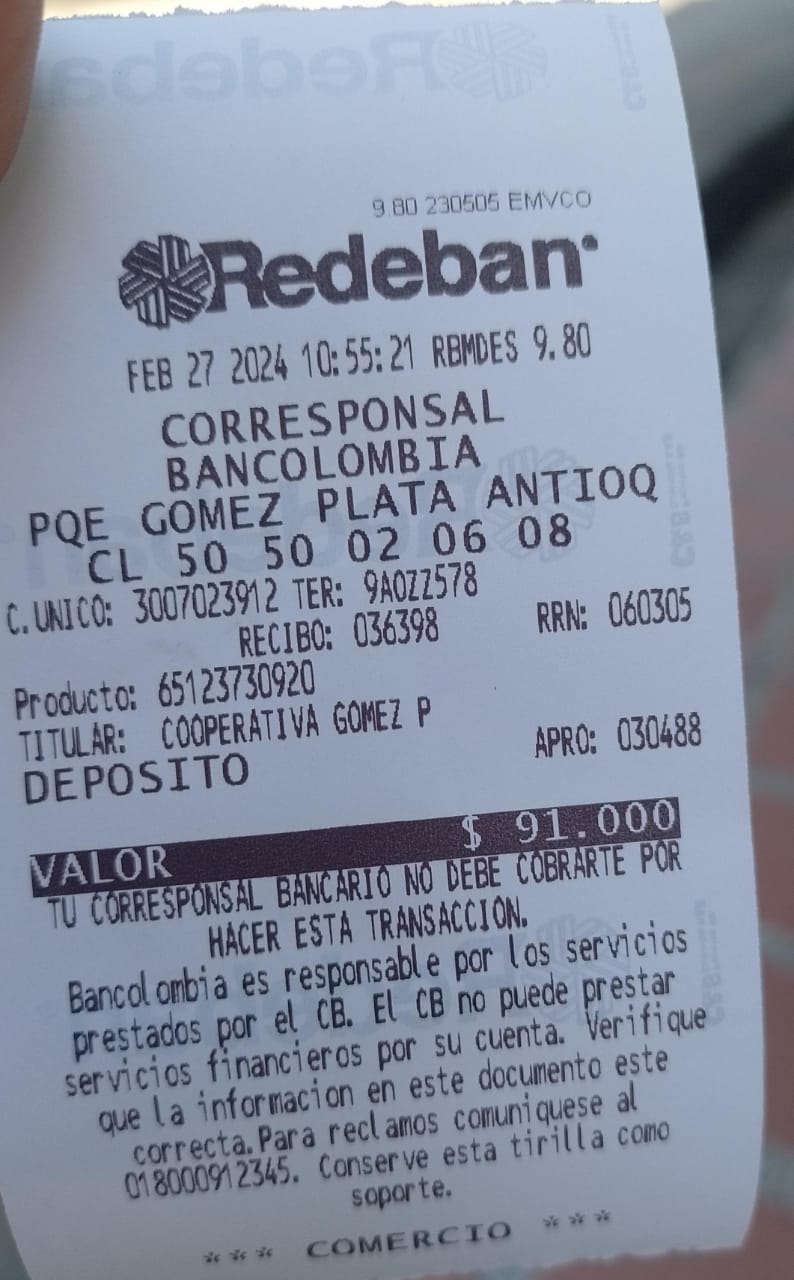 9.80 230505 EMVCO
Redeban
FEB 27 2024 10:55:21 RBMDES 9.80
CORRESPONSAL
BANCOLOMBIA
PQE GOMEZ PLATA ANTIOQ
CL 50 50 02 06 08
C.UNICO: 3007023912 TER: 9AOZZ578
RECIBO: 036398 RRN: 060305
Producto: 65123730920
TITULAR: COOPERATIVA GOMEZ P
DEPOSITO APRO: 030488
VALOR $ 91.000
TU CORRESPONSAL BANCARIO NO DEBE COBRARTE POR
HACER ESTA TRANSACCION.
Bancolombia es responsable por los servicios
prestados por el CB. El CB no puede prestar
servicios financieros por su cuenta. Verifique
que la informacion en este documento este
correcta.Para reclamos comuniquese al
018000912345. Conserve esta tirilla como
soporte.
*** COMERCIO ***